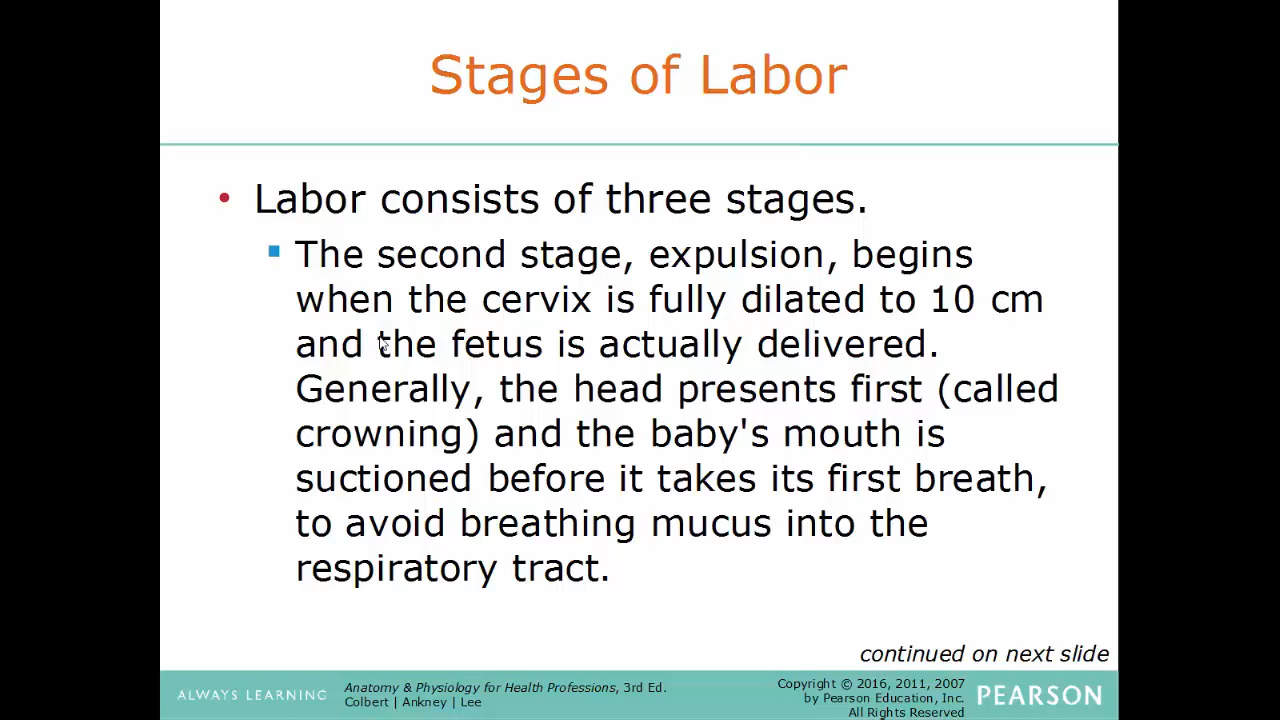 Stages of Labor
• Labor consists of three stages.
▪ The second stage, expulsion, begins
when the cervix is fully dilated to 10 cm
and the fetus is actually delivered.
Generally, the head presents first (called
crowning) and the baby's mouth is
suctioned before it takes its first breath,
to avoid breathing mucus into the
respiratory tract.
continued on next slide
ALWAYS LEARNING
Anatomy & Physiology for Health Professions, 3rd Ed.
Colbert | Ankney | Lee
Copyright © 2016, 2011, 2007
by Pearson Education, Inc.
All Rights Reserved
PEARSON